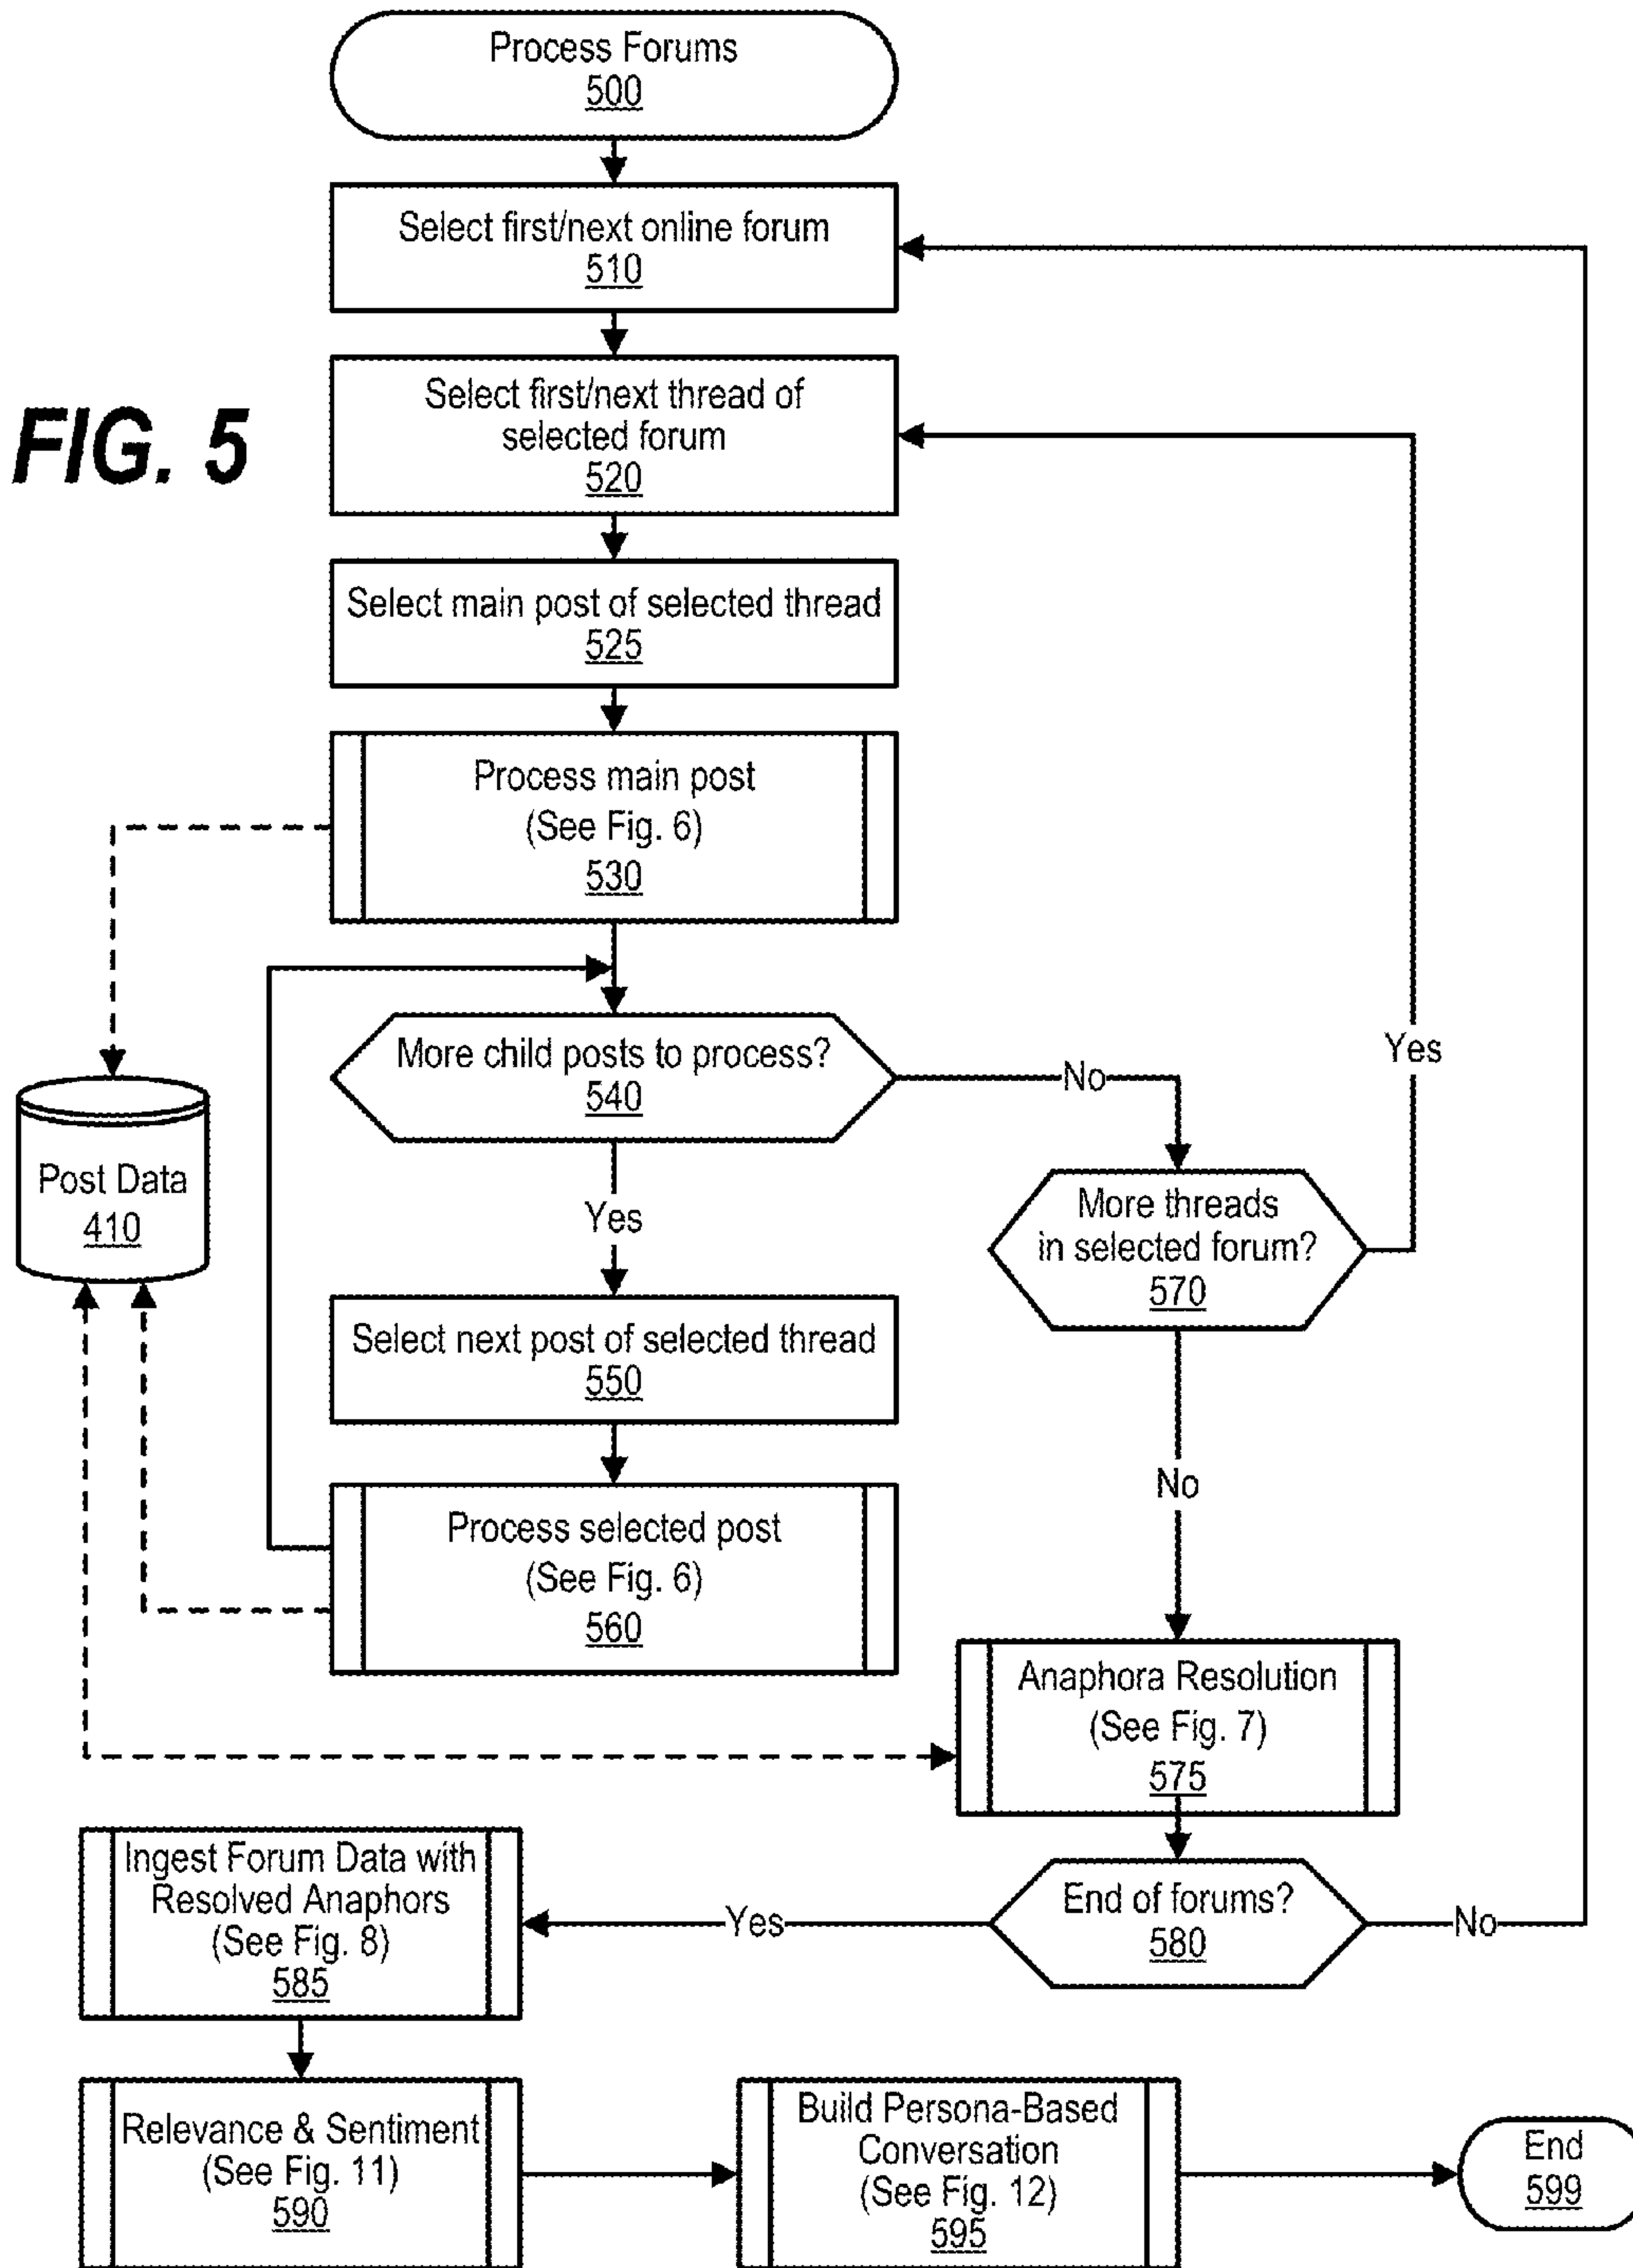 Process Forums
500
Select first/next online forum
510
FIG. 5
Select first/next thread of
selected forum
520
Select main post of selected thread
525
Process main post
(See Fig. 6)
530
More child posts to process?
540
No
Yes
Post Data
410
Yes
More threads
in selected forum?
570
Select next post of selected thread
550
No
Process selected post
(See Fig. 6)
560
Anaphora Resolution
(See Fig. 7)
575
Ingest Forum Data with
Resolved Anaphors
(See Fig. 8)
585
Yes
End of forums?
580
No
Relevance & Sentiment
(See Fig. 11)
590
Build Persona-Based
Conversation
(See Fig. 12)
595
End
599